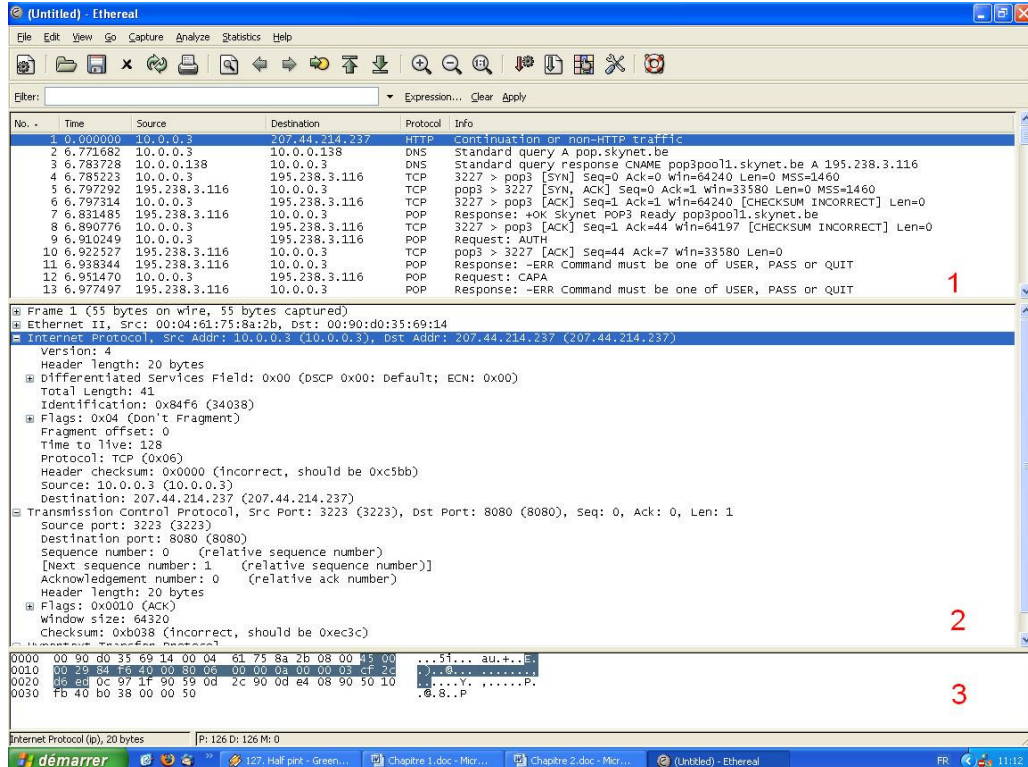 (Untitled) - Ethereal
File Edit View Go Capture Analyze Statistics Help
Filter: Expression... Clear Apply
No. . Time Source Destination Protocol Info
1 0.000000 10.0.0.3 207.44.214.237 HTTP Continuation or non-HTTP traffic
2 6.771682 10.0.0.3 10.0.0.138 DNS Standard query A pop.skynet.be
3 6.783728 10.0.0.138 10.0.0.3 DNS Standard query response CNAME pop3pool1.skynet.be A 195.238.3.116
4 6.785223 10.0.0.3 195.238.3.116 TCP 3227 > pop3 [SYN] Seq=0 Ack=0 Win=64240 Len=0 MSS=1460
5 6.797292 195.238.3.116 10.0.0.3 TCP pop3 > 3227 [SYN, ACK] Seq=0 Ack=1 Win=33580 Len=0 MSS=1460
6 6.797314 10.0.0.3 195.238.3.116 TCP 3227 > pop3 [ACK] Seq=1 Ack=1 Win=64240 [CHECKSUM INCORRECT] Len=0
7 6.831485 195.238.3.116 10.0.0.3 POP Response: +OK Skynet POP3 Ready pop3pool1.skynet.be
8 6.890776 10.0.0.3 195.238.3.116 TCP 3227 > pop3 [ACK] Seq=1 Ack=44 Win=64197 [CHECKSUM INCORRECT] Len=0
9 6.910249 10.0.0.3 195.238.3.116 POP Request: AUTH
10 6.922527 195.238.3.116 10.0.0.3 TCP pop3 > 3227 [ACK] Seq=44 Ack=7 Win=33580 Len=0
11 6.938344 195.238.3.116 10.0.0.3 POP Response: -ERR Command must be one of USER, PASS or QUIT
12 6.951470 10.0.0.3 195.238.3.116 POP Request: CAPA
13 6.977497 195.238.3.116 10.0.0.3 POP Response: -ERR Command must be one of USER, PASS or QUIT
1
Frame 1 (55 bytes on wire, 55 bytes captured)
Ethernet II, Src: 00:04:61:75:8a:2b, Dst: 00:90:d0:35:69:14
Internet Protocol, Src Addr: 10.0.0.3 (10.0.0.3), Dst Addr: 207.44.214.237 (207.44.214.237)
Version: 4
Header length: 20 bytes
Differentiated Services Field: 0x00 (DSCP 0x00: Default; ECN: 0x00)
Total Length: 41
Identification: 0x84f6 (34038)
Flags: 0x04 (Don't Fragment)
Fragment offset: 0
Time to live: 128
Protocol: TCP (0x06)
Header checksum: 0x0000 (incorrect, should be 0xc5bb)
Source: 10.0.0.3 (10.0.0.3)
Destination: 207.44.214.237 (207.44.214.237)
Transmission Control Protocol, Src Port: 3223 (3223), Dst Port: 8080 (8080), Seq: 0, Ack: 0, Len: 1
Source port: 3223 (3223)
Destination port: 8080 (8080)
Sequence number: 0 (relative sequence number)
[Next sequence number: 1 (relative sequence number)]
Acknowledgement number: 0 (relative ack number)
Header length: 20 bytes
Flags: 0x0010 (ACK)
Window size: 64320
Checksum: 0xb038 (incorrect, should be 0xec3c)
Hypertext Transfer Protocol
2
0000 00 90 d0 35 69 14 00 04 61 75 8a 2b 08 00 45 00 ...5i... au.+..E.
0010 00 29 84 f6 40 00 80 06 00 00 0a 00 00 03 cf 2c .)..@... .......,
0020 d6 ed 0c 97 1f 90 59 0d 2c 90 0d e4 08 90 50 10 ......Y. ,.....P.
0030 fb 40 b0 38 00 00 50 .@.8..P
3
Internet Protocol (ip), 20 bytes P: 126 D: 126 M: 0
démarrer 127. Half pint - Green... Chapitre 1.doc - Micr... Chapitre 2.doc - Micr... (Untitled) - Ethereal FR 11:12